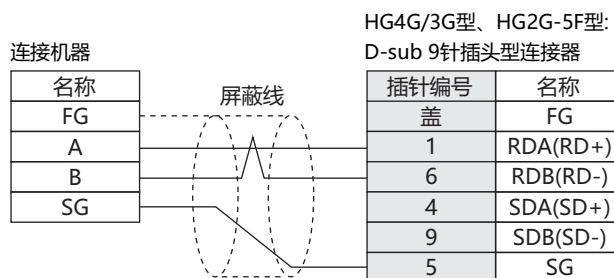 HG4G/3G型、HG2G-5F型:
连接机器 D-sub 9针插头型连接器
名称 屏蔽线 插针编号 名称
FG 盖 FG
A 1 RDA(RD+)
B 6 RDB(RD-)
SG 4 SDA(SD+)
9 SDB(SD-)
5 SG